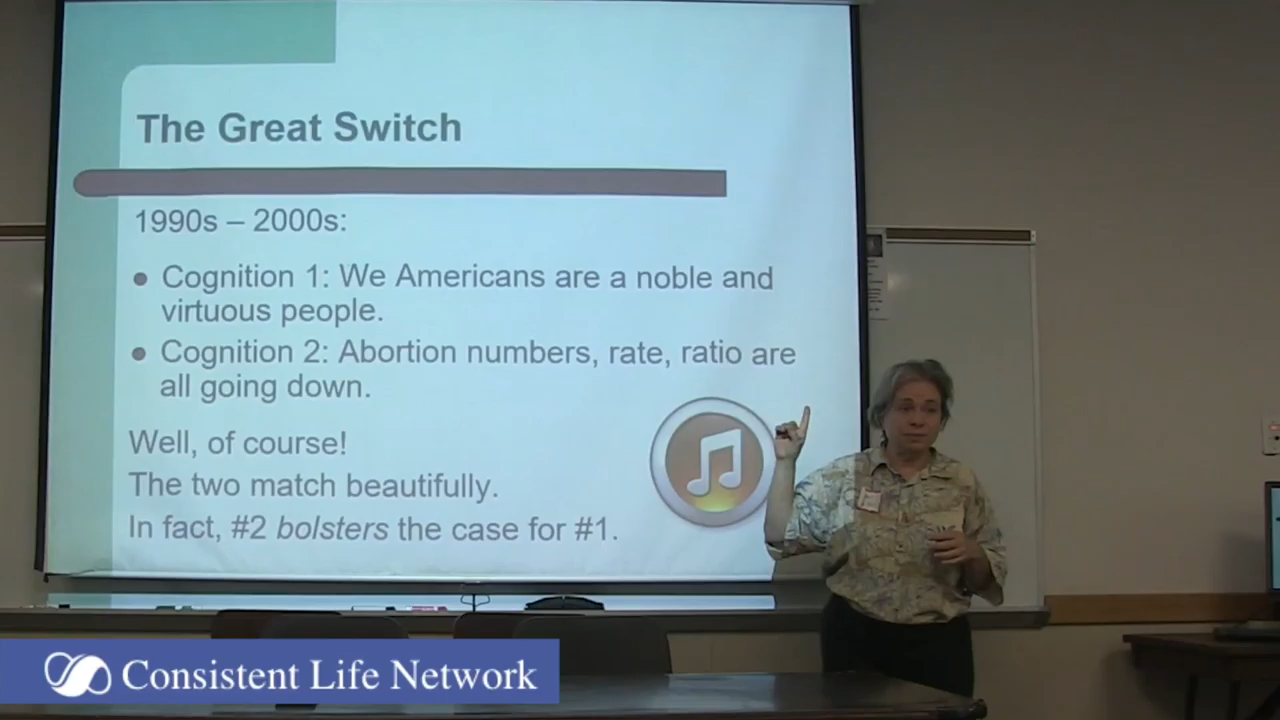 The Great Switch
1990s – 2000s:
• Cognition 1: We Americans are a noble and
virtuous people.
• Cognition 2: Abortion numbers, rate, ratio are
all going down.
Well, of course!
The two match beautifully.
In fact, #2 bolsters the case for #1.
Consistent Life Network